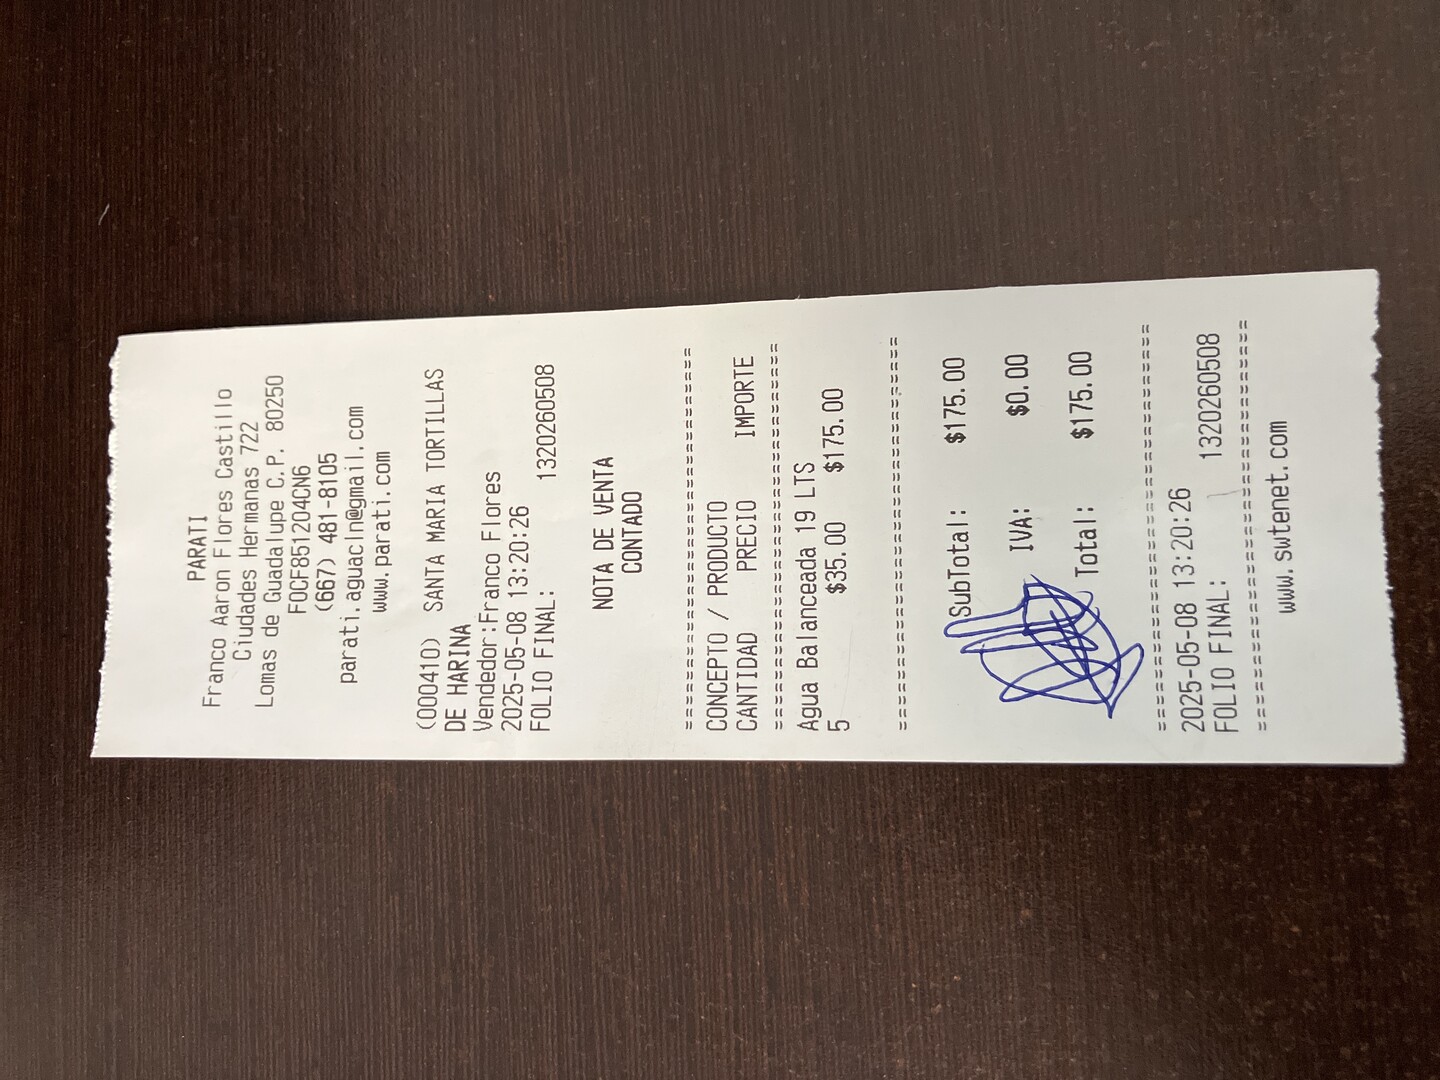 PARATI
Franco Aaron Flores Castillo
Ciudades Hermanas 722
Lomas de Guadalupe C.P. 80250
FOCF851204CN6
(667) 481-8105
parati.aguacln@gmail.com
www.parati.com
(000410) SANTA MARIA TORTILLAS
DE HARINA
Vendedor:Franco Flores
2025-05-08 13:20:26
FOLIO FINAL: 1320260508
NOTA DE VENTA
CONTADO
===============================
CONCEPTO / PRODUCTO
CANTIDAD PRECIO IMPORTE
===============================
Agua Balanceada 19 LTS
5 $35.00 $175.00
===============================
SubTotal: $175.00
IVA: $0.00
Total: $175.00
===============================
2025-05-08 13:20:26
FOLIO FINAL: 1320260508
===============================
www.swtenet.com